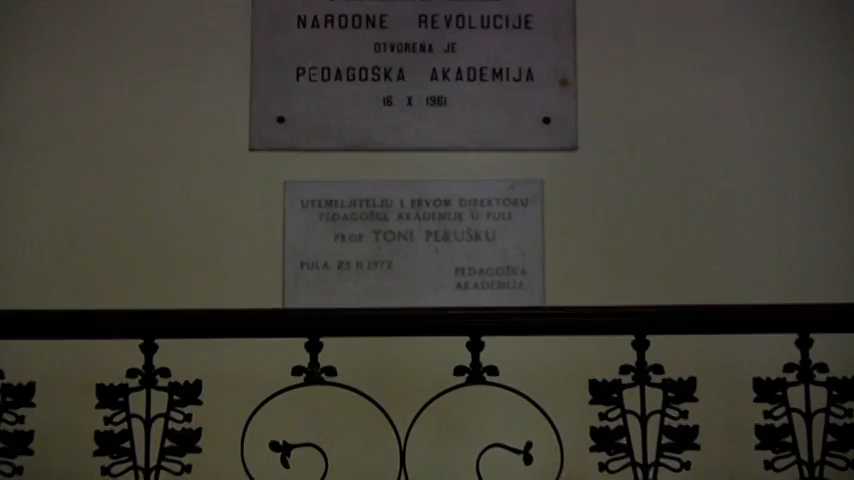 NARODNE REVOLUCIJE
OTVORENA JE
PEDAGOŠKA AKADEMIJA
16 X 1961
UTEMELJITELJU I PRVOM DIREKTORU
PEDAGOŠKE AKADEMIJE U PULI
PROF TONI PERUŠKU
PULA 25 II 1972
PEDAGOŠKA
AKADEMIJA